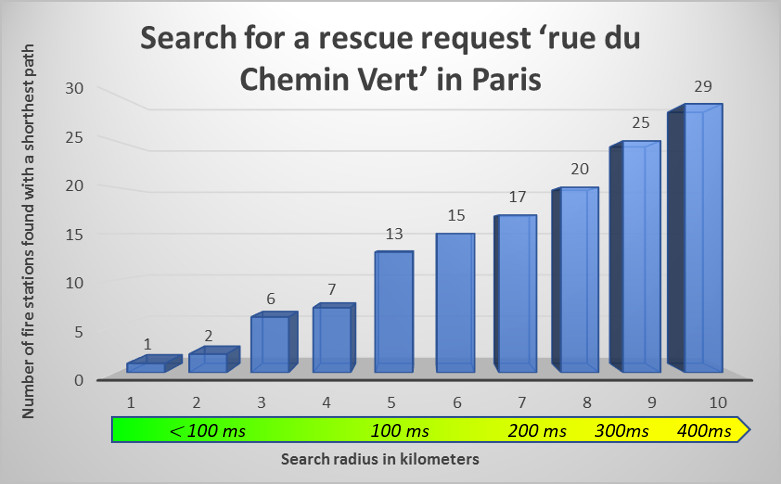 Search for a rescue request ‘rue du
Chemin Vert’ in Paris
Number of fire stations found with a shorthest path
30
25
20
15
10
5
0
1
2
6
7
13
15
17
20
25
29
1 2 3 4 5 6 7 8 9 10
< 100 ms 100 ms 200 ms 300ms 400ms
Search radius in kilometers